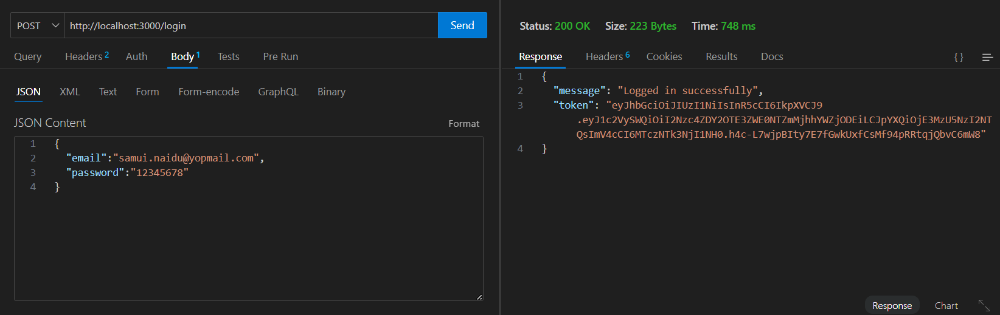 POST http://localhost:3000/login Send
Query Headers 2 Auth Body 1 Tests Pre Run
JSON XML Text Form Form-encode GraphQL Binary
JSON Content Format
1 {
2 "email":"samui.naidu@yopmail.com",
3 "password":"12345678"
4 }
Status: 200 OK Size: 223 Bytes Time: 748 ms
Response Headers 6 Cookies Results Docs { }
1 {
2 "message": "Logged in successfully",
3 "token": "eyJhbGciOiJIUzI1NiIsInR5cCI6IkpXVCJ9
.eyJ1c2VySWQiOiI2Nzc4ZDY2OTE3ZWE0NTZmMjhhYWZjODEiLCJpYXQiOjE3MzU5NzI2NT
QsImV4cCI6MTczNTk3NjI1NH0.h4c-L7wjpBIty7E7fGwkUxfCsMf94pRRtqjQbvC6mW8"
4 }
Response Chart